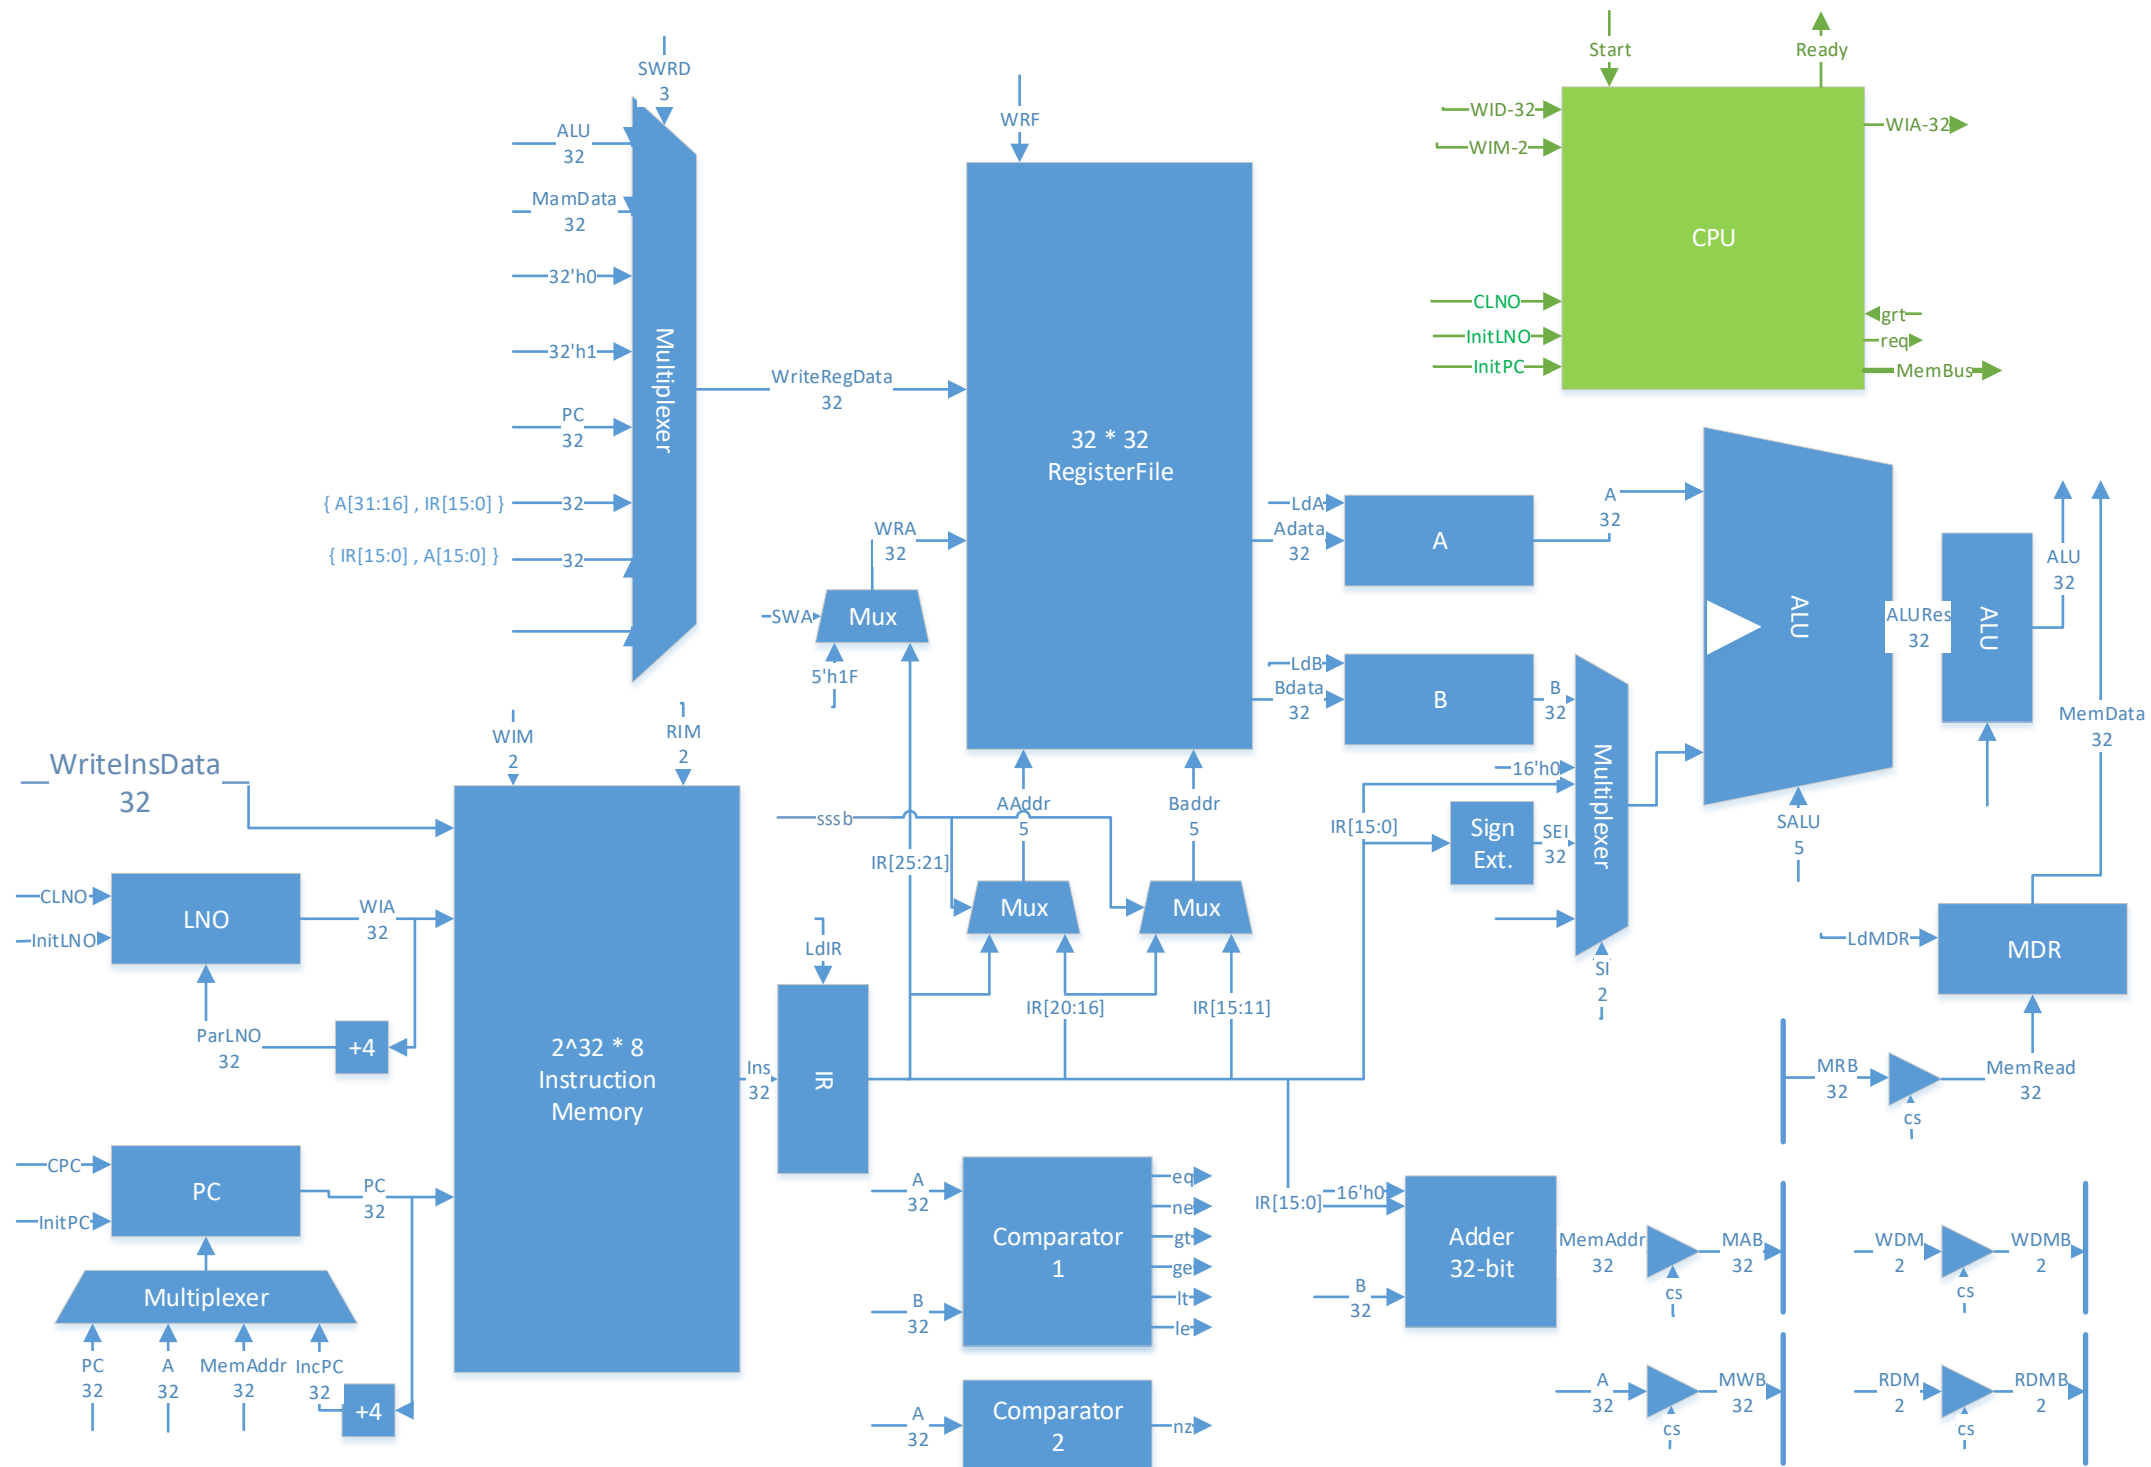 SWRD
3
ALU
32
MamData
32
32'h0
32'h1
PC
32
{ A[31:16] , IR[15:0] }
32
{ IR[15:0] , A[15:0] }
32
Multiplexer
WriteRegData
32
WRF
32 * 32
RegisterFile
WRA
32
SWA
Mux
5'h1F
Start
Ready
WID-32
WIM-2
WIA-32
CPU
CLNO
InitLNO
InitPC
grt
req
MemBus
LdA
Adata
32
A
A
32
LdB
Bdata
32
B
B
32
16'h0
IR[15:0]
Sign
Ext.
SEI
32
Multiplexer
SI
2
ALU
SALU
5
ALURes
32
ALU
ALU
32
MemData
32
LdMDR
MDR
MRB
32
cs
MemRead
32
WriteInsData
32
WIM
2
RIM
2
CLNO
InitLNO
LNO
WIA
32
ParLNO
32
+4
2^32 * 8
Instruction
Memory
Ins
32
LdIR
IR
sssb
AAddr
5
Baddr
5
IR[25:21]
Mux
Mux
IR[20:16]
IR[15:11]
CPC
InitPC
PC
PC
32
Multiplexer
PC
32
A
32
MemAddr
32
IncPC
32
+4
A
32
B
32
Comparator
1
eq
ne
gt
ge
lt
le
A
32
Comparator
2
nz
IR[15:0]
16'h0
B
32
Adder
32-bit
MemAddr
32
cs
MAB
32
WDM
2
cs
WDMB
2
A
32
cs
MWB
32
RDM
2
cs
RDMB
2